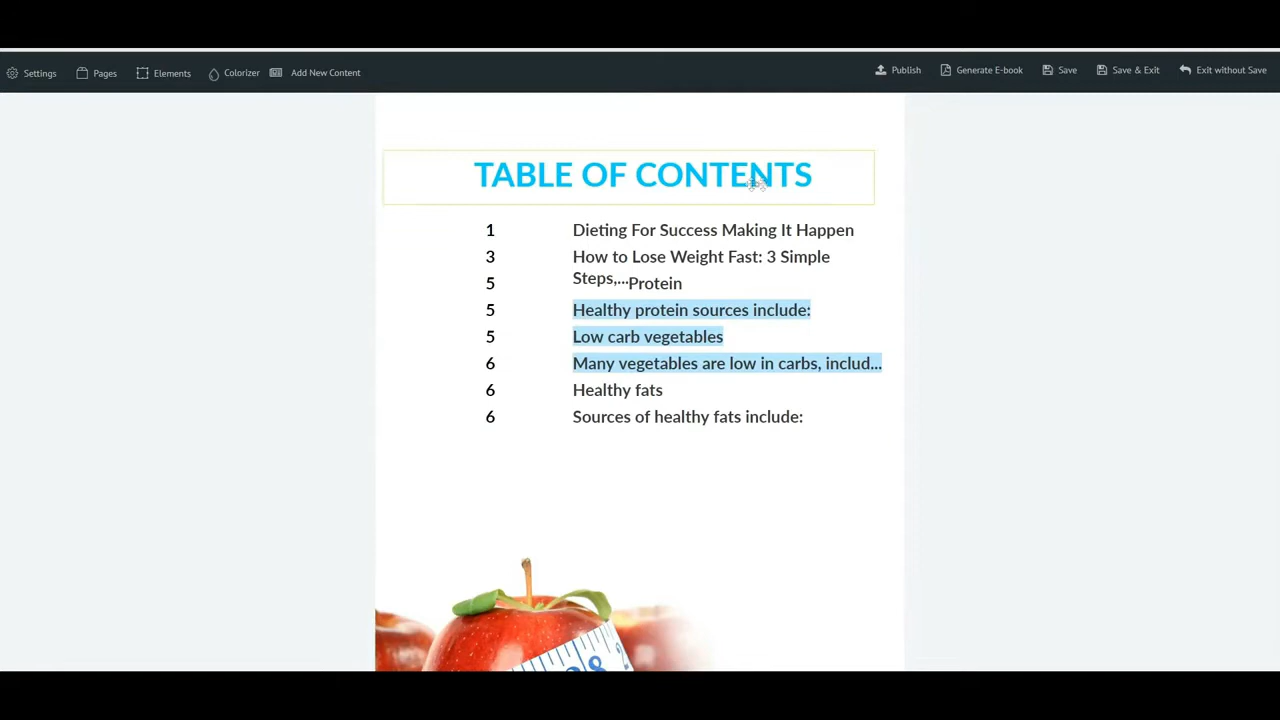 Settings Pages Elements Colorizer Add New Content Publish Generate E-book Save Save & Exit Exit without Save
TABLE OF CONTENTS
1 Dieting For Success Making It Happen
3 How to Lose Weight Fast: 3 Simple
Steps,...
5 Protein
5 Healthy protein sources include:
5 Low carb vegetables
6 Many vegetables are low in carbs, includ...
6 Healthy fats
6 Sources of healthy fats include:
8